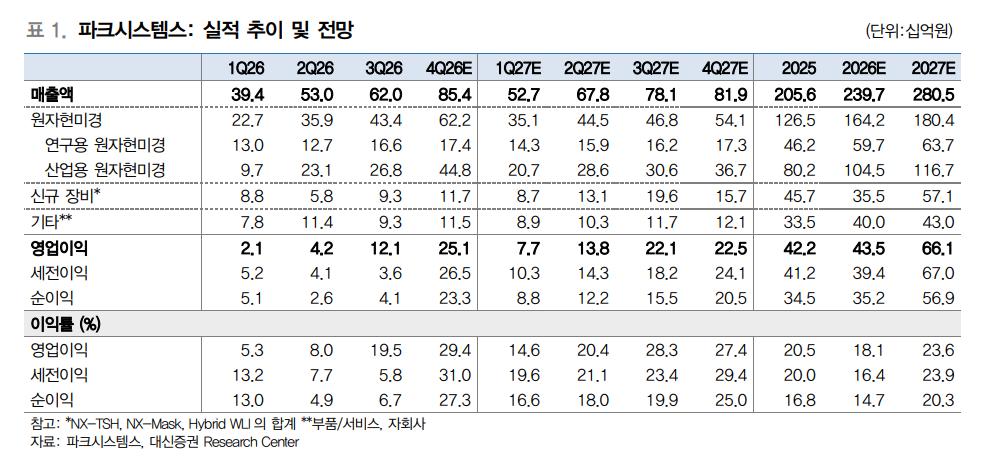 표 1. 파크시스템스: 실적 추이 및 전망 (단위:십억원)
1Q26 2Q26 3Q26 4Q26E 1Q27E 2Q27E 3Q27E 4Q27E 2025 2026E 2027E
매출액 39.4 53.0 62.0 85.4 52.7 67.8 78.1 81.9 205.6 239.7 280.5
원자현미경 22.7 35.9 43.4 62.2 35.1 44.5 46.8 54.1 126.5 164.2 180.4
연구용 원자현미경 13.0 12.7 16.6 17.4 14.3 15.9 16.2 17.3 46.2 59.7 63.7
산업용 원자현미경 9.7 23.1 26.8 44.8 20.7 28.6 30.6 36.7 80.2 104.5 116.7
신규 장비* 8.8 5.8 9.3 11.7 8.7 13.1 19.6 15.7 45.7 35.5 57.1
기타** 7.8 11.4 9.3 11.5 8.9 10.3 11.7 12.1 33.5 40.0 43.0
영업이익 2.1 4.2 12.1 25.1 7.7 13.8 22.1 22.5 42.2 43.5 66.1
세전이익 5.2 4.1 3.6 26.5 10.3 14.3 18.2 24.1 41.2 39.4 67.0
순이익 5.1 2.6 4.1 23.3 8.8 12.2 15.5 20.5 34.5 35.2 56.9
이익률 (%)
영업이익 5.3 8.0 19.5 29.4 14.6 20.4 28.3 27.4 20.5 18.1 23.6
세전이익 13.2 7.7 5.8 31.0 19.6 21.1 23.4 29.4 20.0 16.4 23.9
순이익 13.0 4.9 6.7 27.3 16.6 18.0 19.9 25.0 16.8 14.7 20.3
참고: *NX-TSH, NX-Mask, Hybrid WLI 의 합계 **부품/서비스, 자회사
자료: 파크시스템스, 대신증권 Research Center